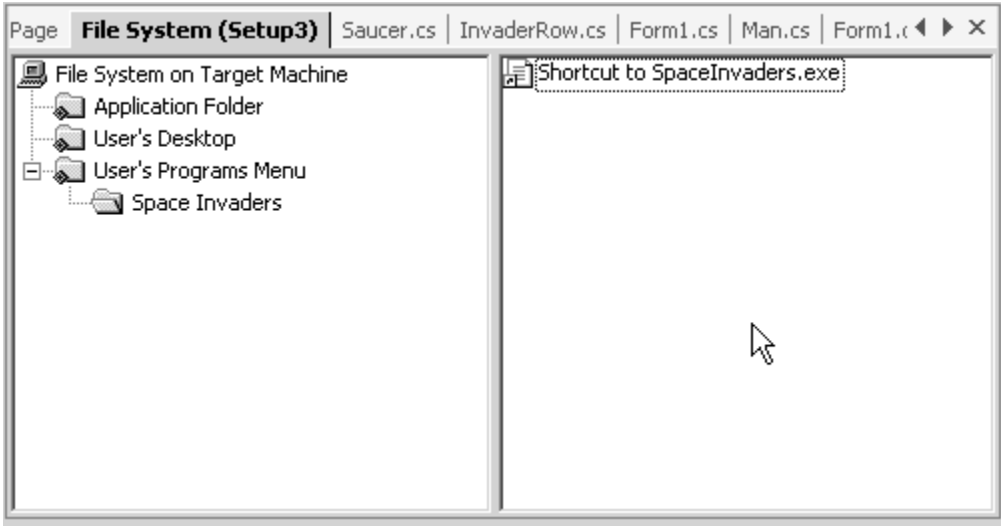 Page File System (Setup3) Saucer.cs InvaderRow.cs Form1.cs Man.cs Form1.
File System on Target Machine
Application Folder
User's Desktop
User's Programs Menu
Space Invaders
Shortcut to SpaceInvaders.exe